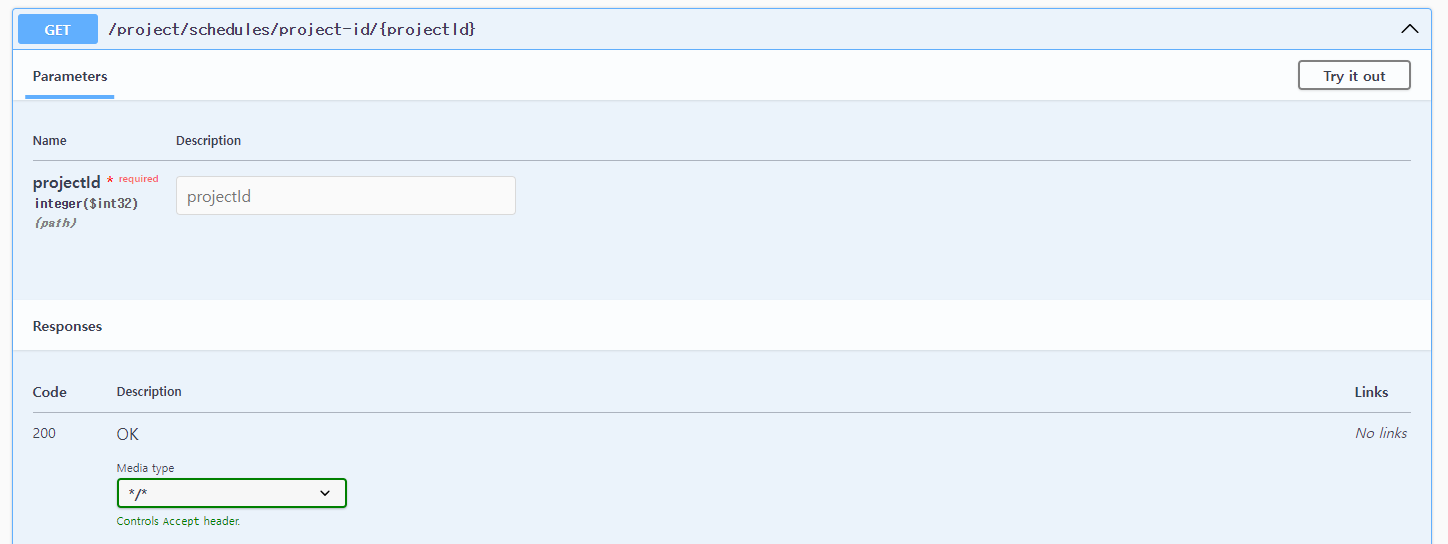 GET /project/schedules/project-id/{projectId}
Parameters Try it out
Name Description
projectId * required projectId
integer($int32)
(path)
Responses
Code Description Links
200 OK No links
Media type
*/*
Controls Accept header.